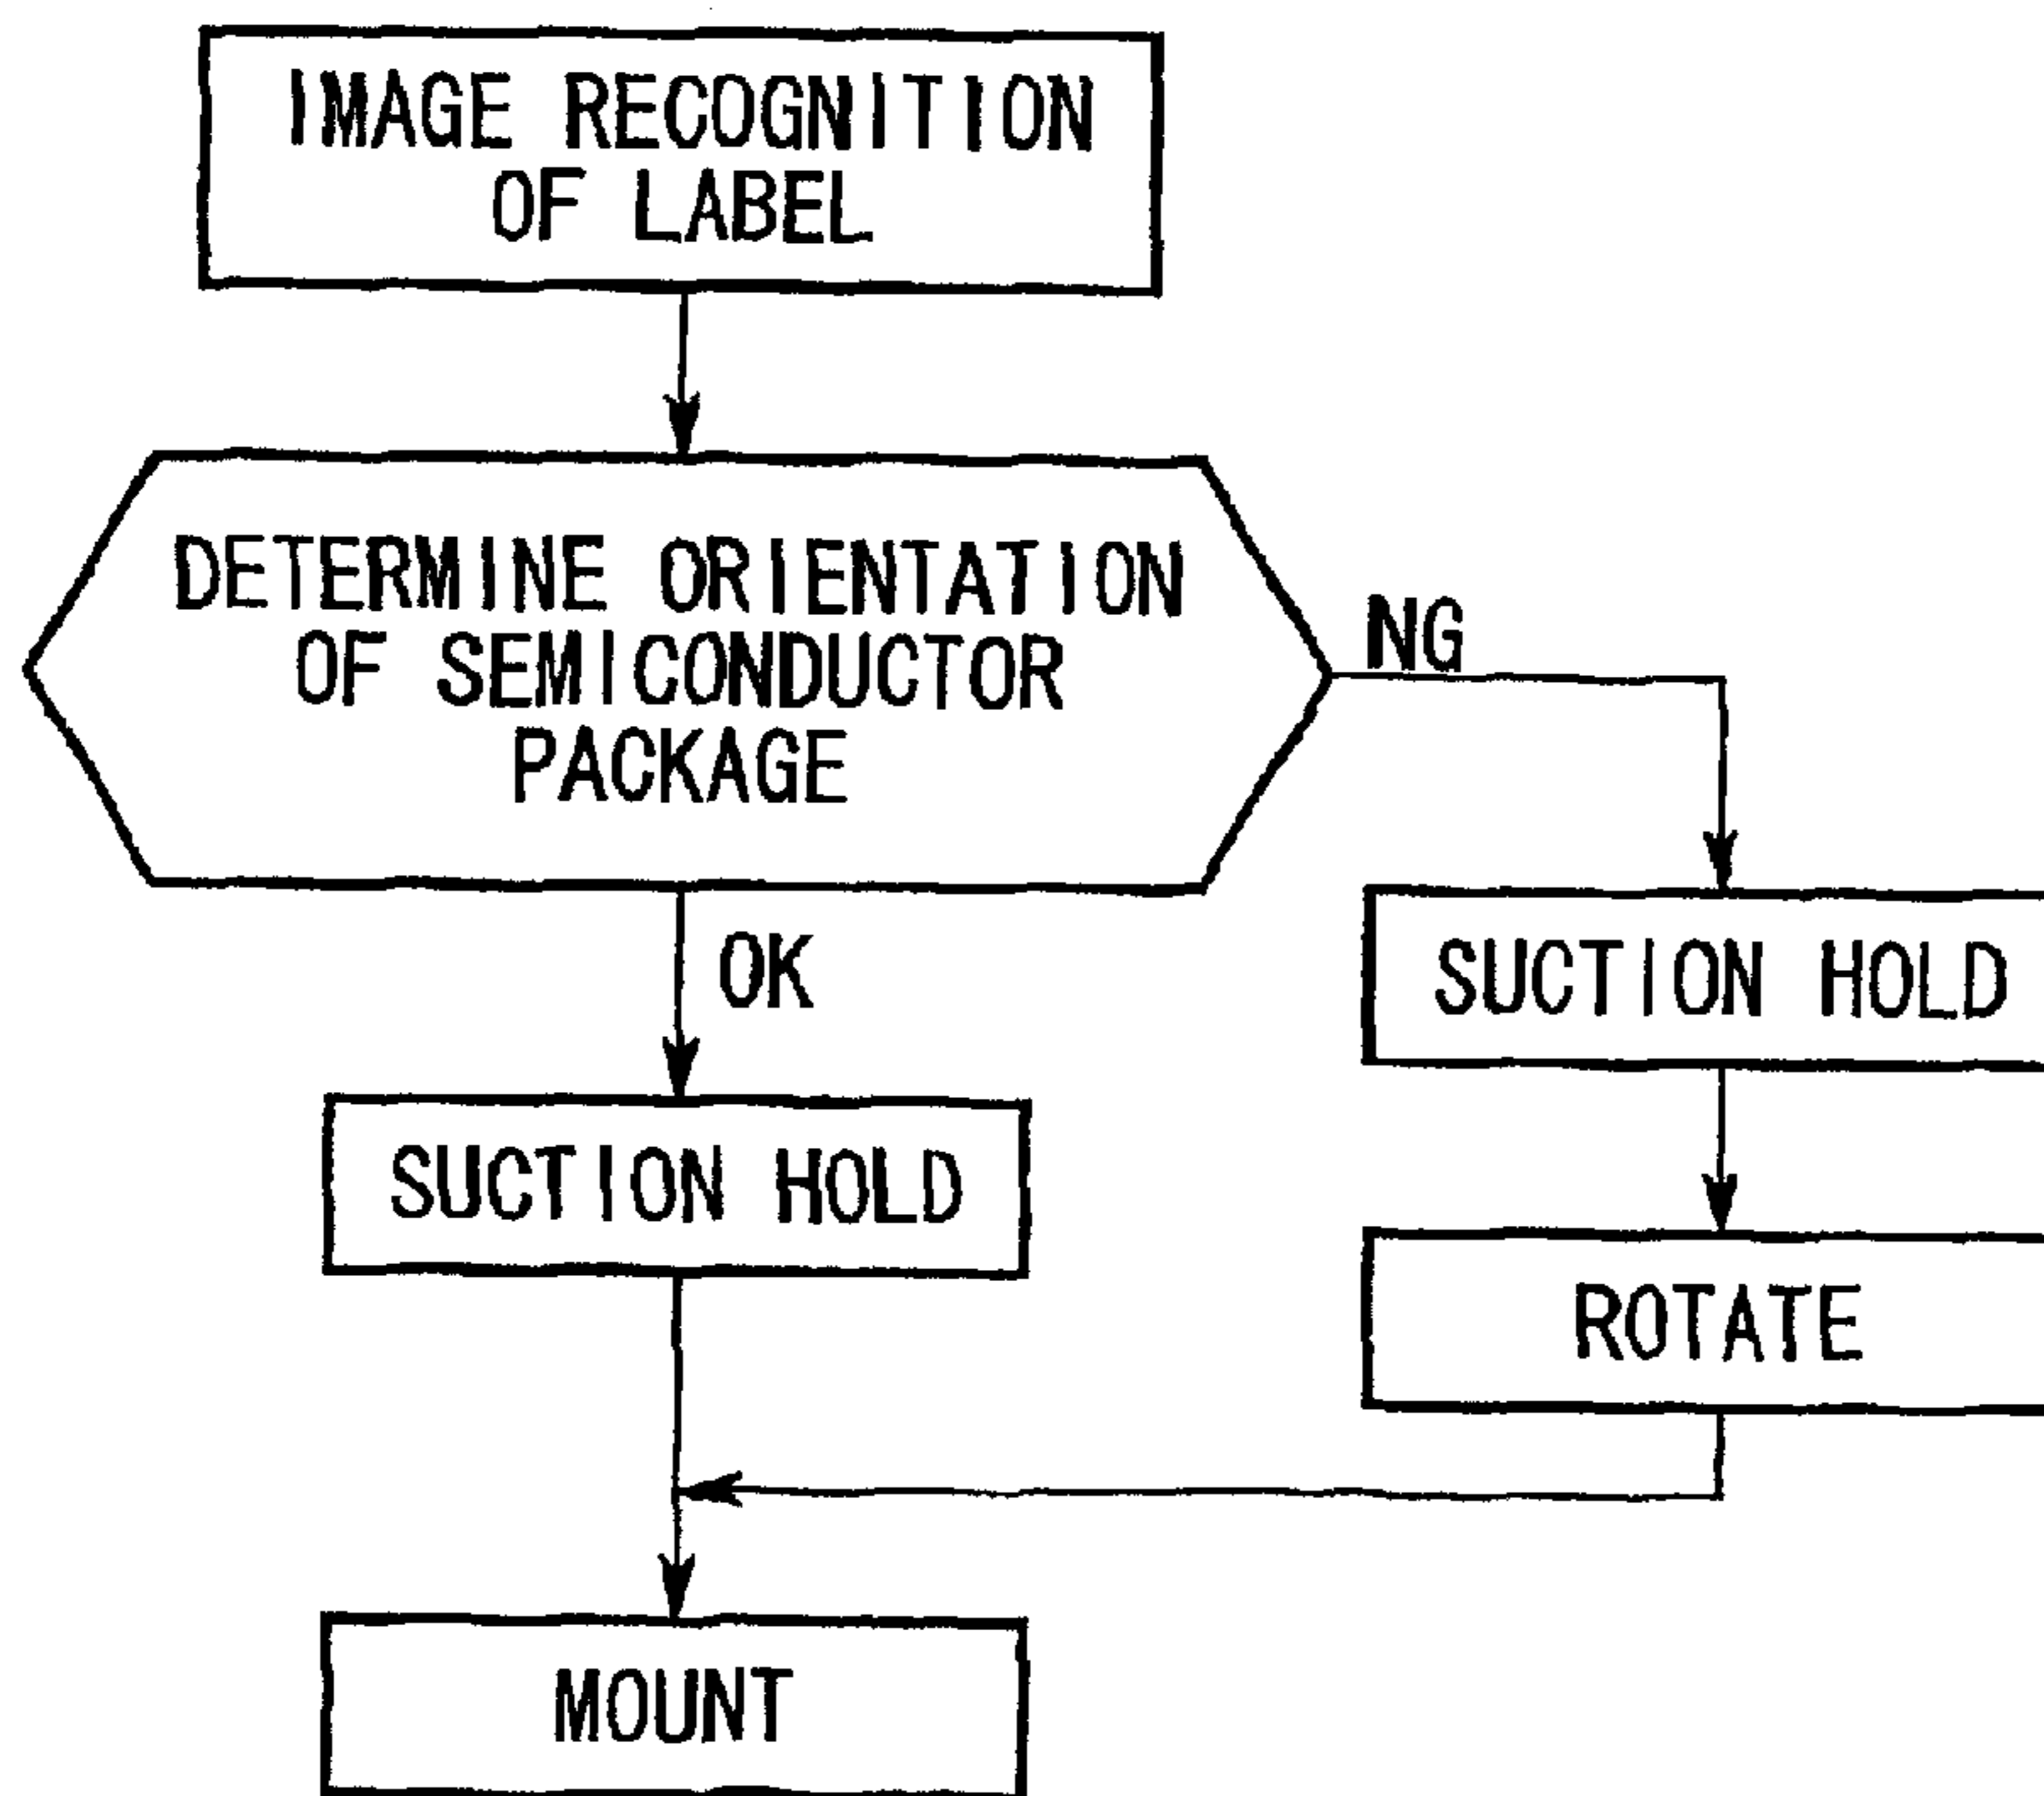 IMAGE RECOGNITION
OF LABEL
DETERMINE ORIENTATION
OF SEMICONDUCTOR
PACKAGE
NG
OK
SUCTION HOLD
SUCTION HOLD
ROTATE
MOUNT